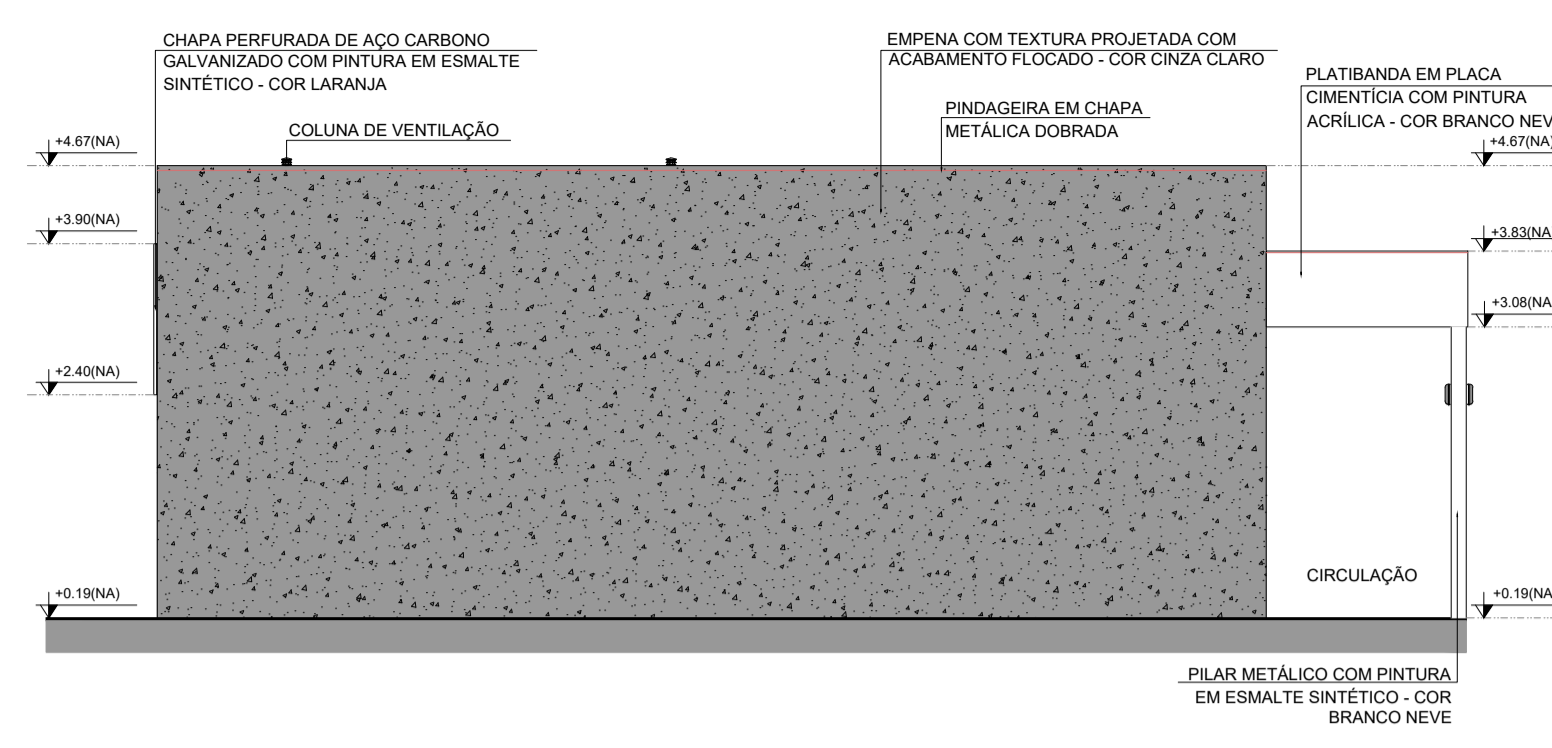 CHAPA PERFURADA DE AÇO CARBONO
GALVANIZADO COM PINTURA EM ESMALTE
SINTÉTICO - COR LARANJA
COLUNA DE VENTILAÇÃO
EMPENA COM TEXTURA PROJETADA COM
ACABAMENTO FLOCADO - COR CINZA CLARO
PINDAGEIRA EM CHAPA
METÁLICA DOBRADA
PLATIBANDA EM PLACA
CIMENTÍCIA COM PINTURA
ACRÍLICA - COR BRANCO NEV
+4.67(NA)
+4.67(NA)
+3.90(NA)
+3.83(NA
+3.08(NA
+2.40(NA)
CIRCULAÇÃO
+0.19(NA)
+0.19(NA
PILAR METÁLICO COM PINTURA
EM ESMALTE SINTÉTICO - COR
BRANCO NEVE